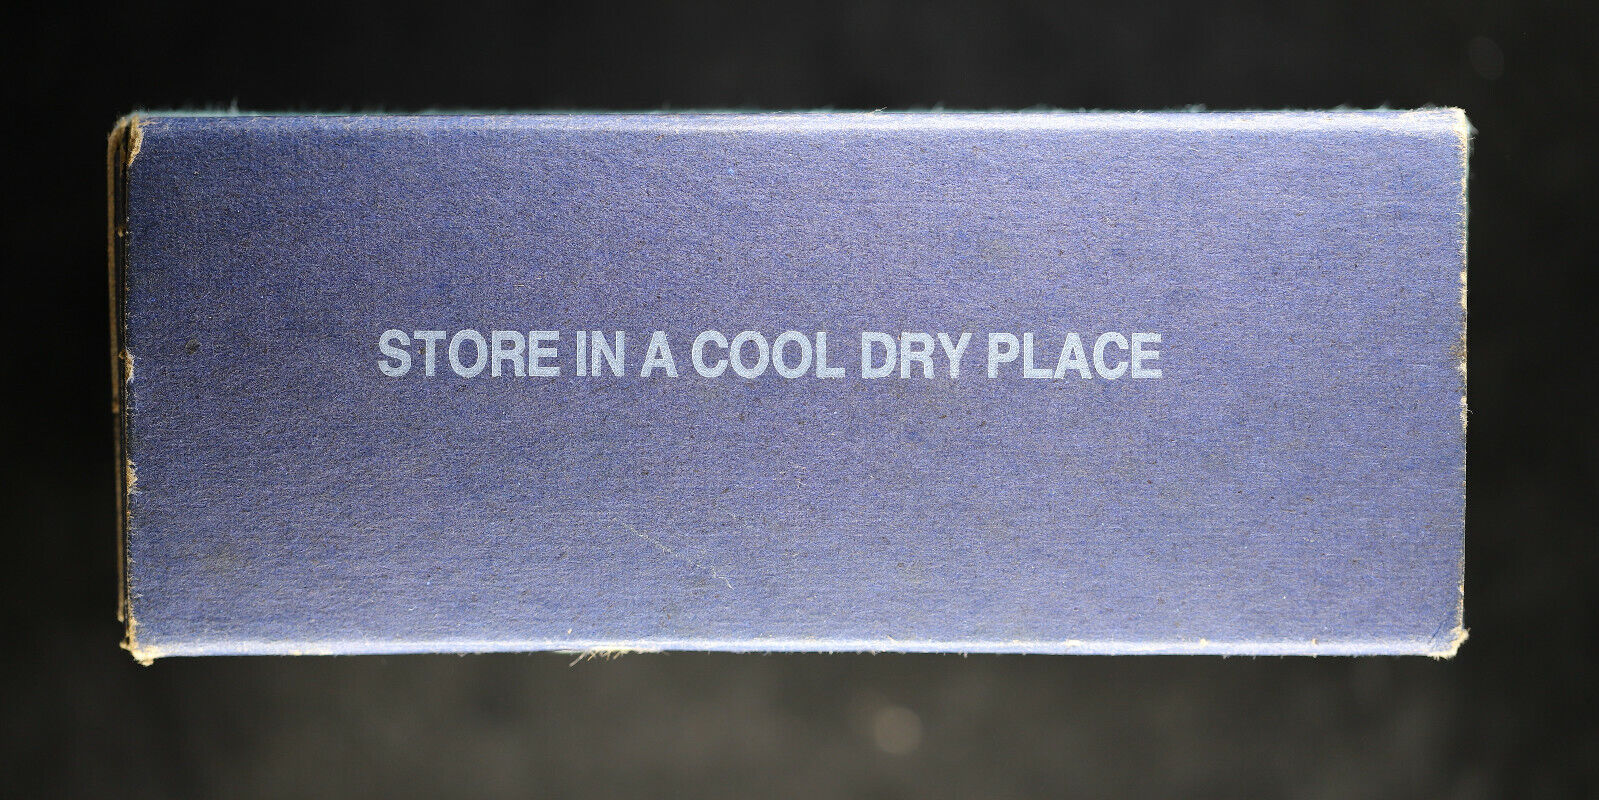 STORE IN A COOL DRY PLACE